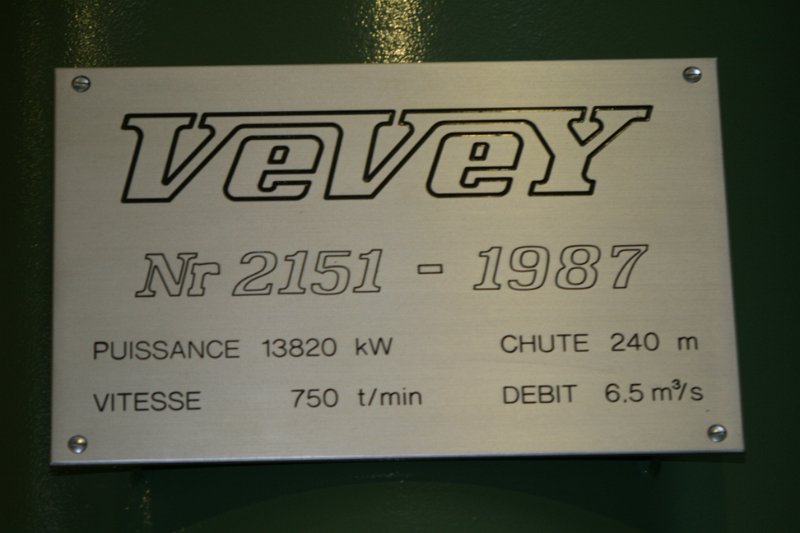 VeVeY
Nr 2151 - 1987
PUISSANCE 13820 kW CHUTE 240 m
VITESSE 750 t/min DEBIT 6.5 m³/s